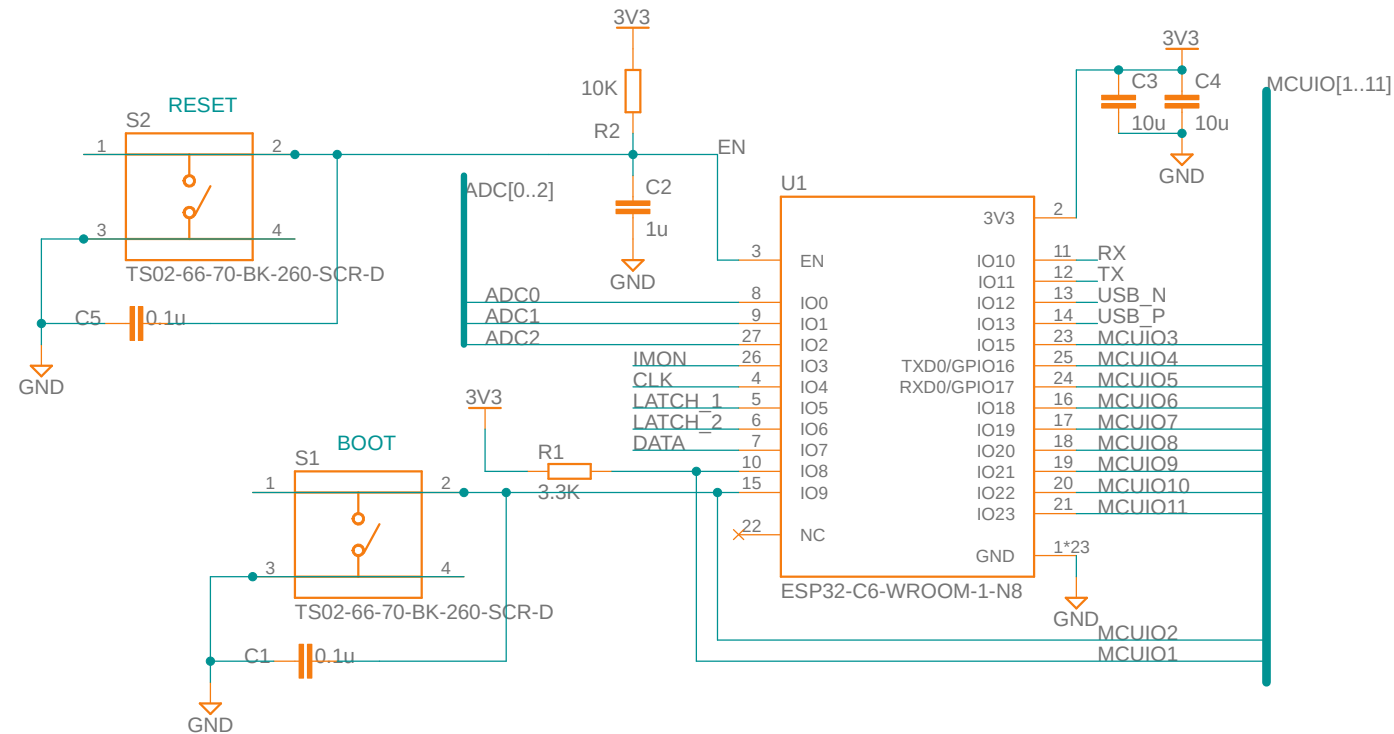 3V3
10K
R2
RESET
S2
1
2
3
4
TS02-66-70-BK-260-SCR-D
C5
0.1u
GND
EN
C2
1u
GND
ADC[0..2]
ADC0
ADC1
ADC2
IMON
CLK
LATCH_1
LATCH_2
DATA
3V3
R1
3.3K
BOOT
S1
1
2
3
4
TS02-66-70-BK-260-SCR-D
C1
0.1u
GND
U1
3 EN
8 IO0
9 IO1
27 IO2
26 IO3
4 IO4
5 IO5
6 IO6
7 IO7
10 IO8
15 IO9
22 NC
3V3 2
IO10 11 RX
IO11 12 TX
IO12 13 USB_N
IO13 14 USB_P
IO15 23 MCUIO3
TXD0/GPIO16 25 MCUIO4
RXD0/GPIO17 24 MCUIO5
IO18 16 MCUIO6
IO19 17 MCUIO7
IO20 18 MCUIO8
IO21 19 MCUIO9
IO22 20 MCUIO10
IO23 21 MCUIO11
GND 1*23
ESP32-C6-WROOM-1-N8
GND
MCUIO2
MCUIO1
3V3
C3
C4
10u
10u
GND
MCUIO[1..11]